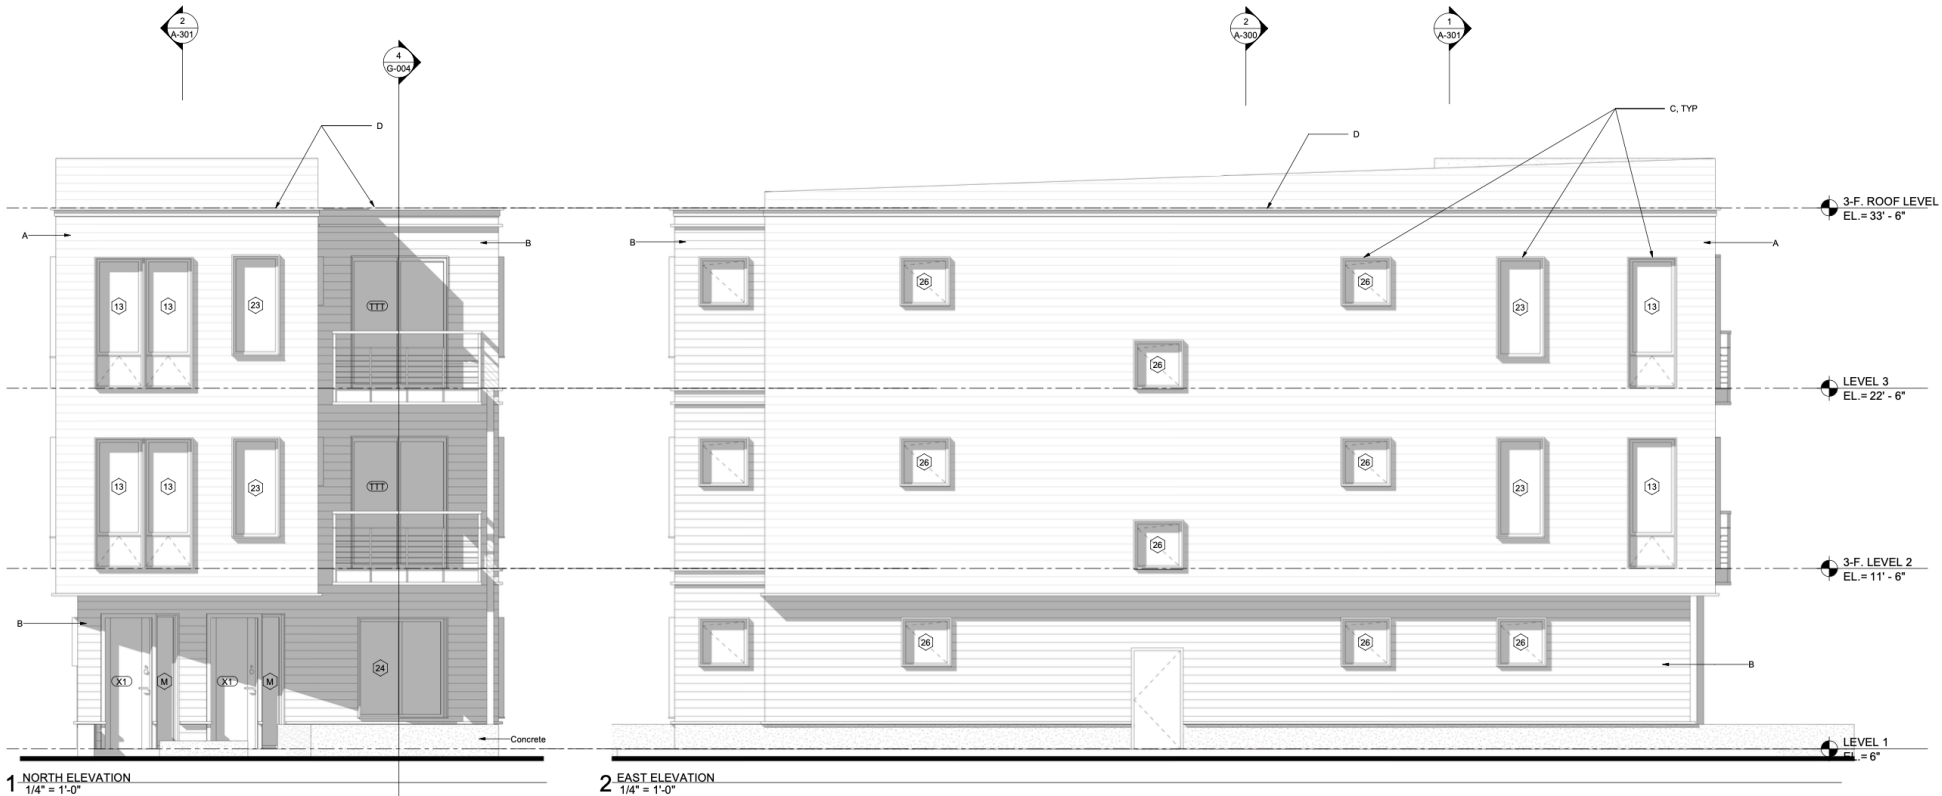 2
A-301
4
G-004
2
A-300
1
A-301
D
C, TYP
D
3-F. ROOF LEVEL
EL.= 33' - 6"
A
B
B
A
13
13
23
TTT
26
26
23
13
26
LEVEL 3
EL.= 22' - 6"
13
13
23
TTT
26
26
23
13
26
3-F. LEVEL 2
EL.= 11' - 6"
B
X1
M
X1
M
24
26
26
26
B
Concrete
LEVEL 1
EL.= 6"
1 NORTH ELEVATION
1/4" = 1'-0"
2 EAST ELEVATION
1/4" = 1'-0"